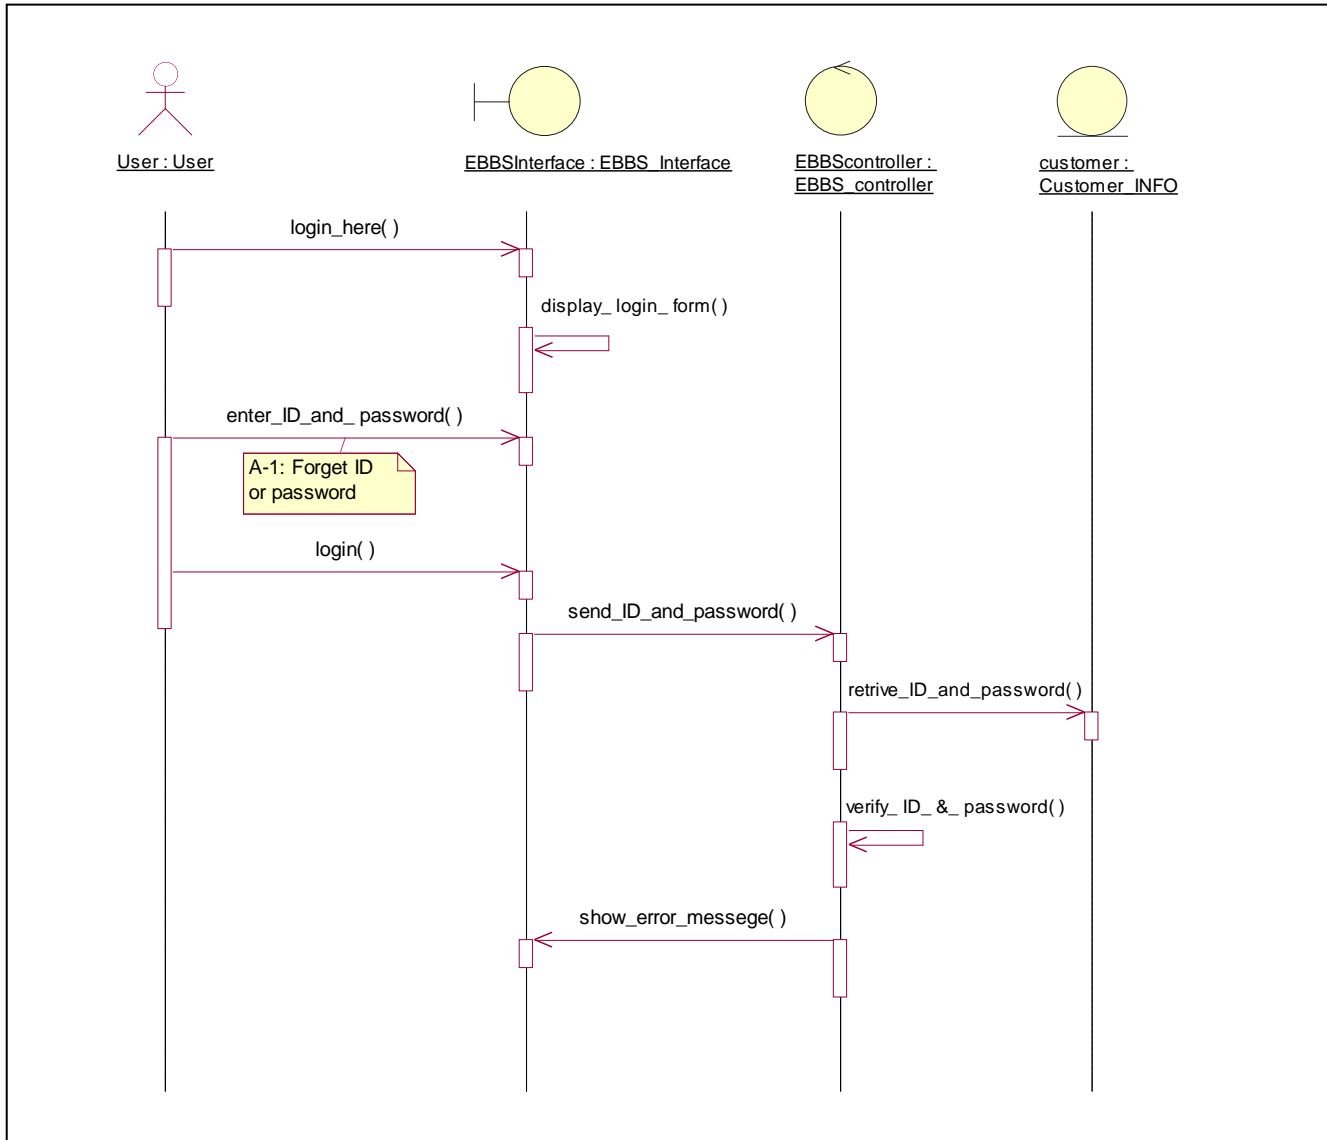 User : User
EBBSInterface : EBBS_Interface
EBBScontroller :
EBBS_controller
customer :
Customer_INFO
login_here( )
display_ login_ form( )
enter_ID_and_ password( )
A-1: Forget ID
or password
login( )
send_ID_and_password( )
retrive_ID_and_password( )
verify_ ID_ &_ password( )
show_error_messege( )